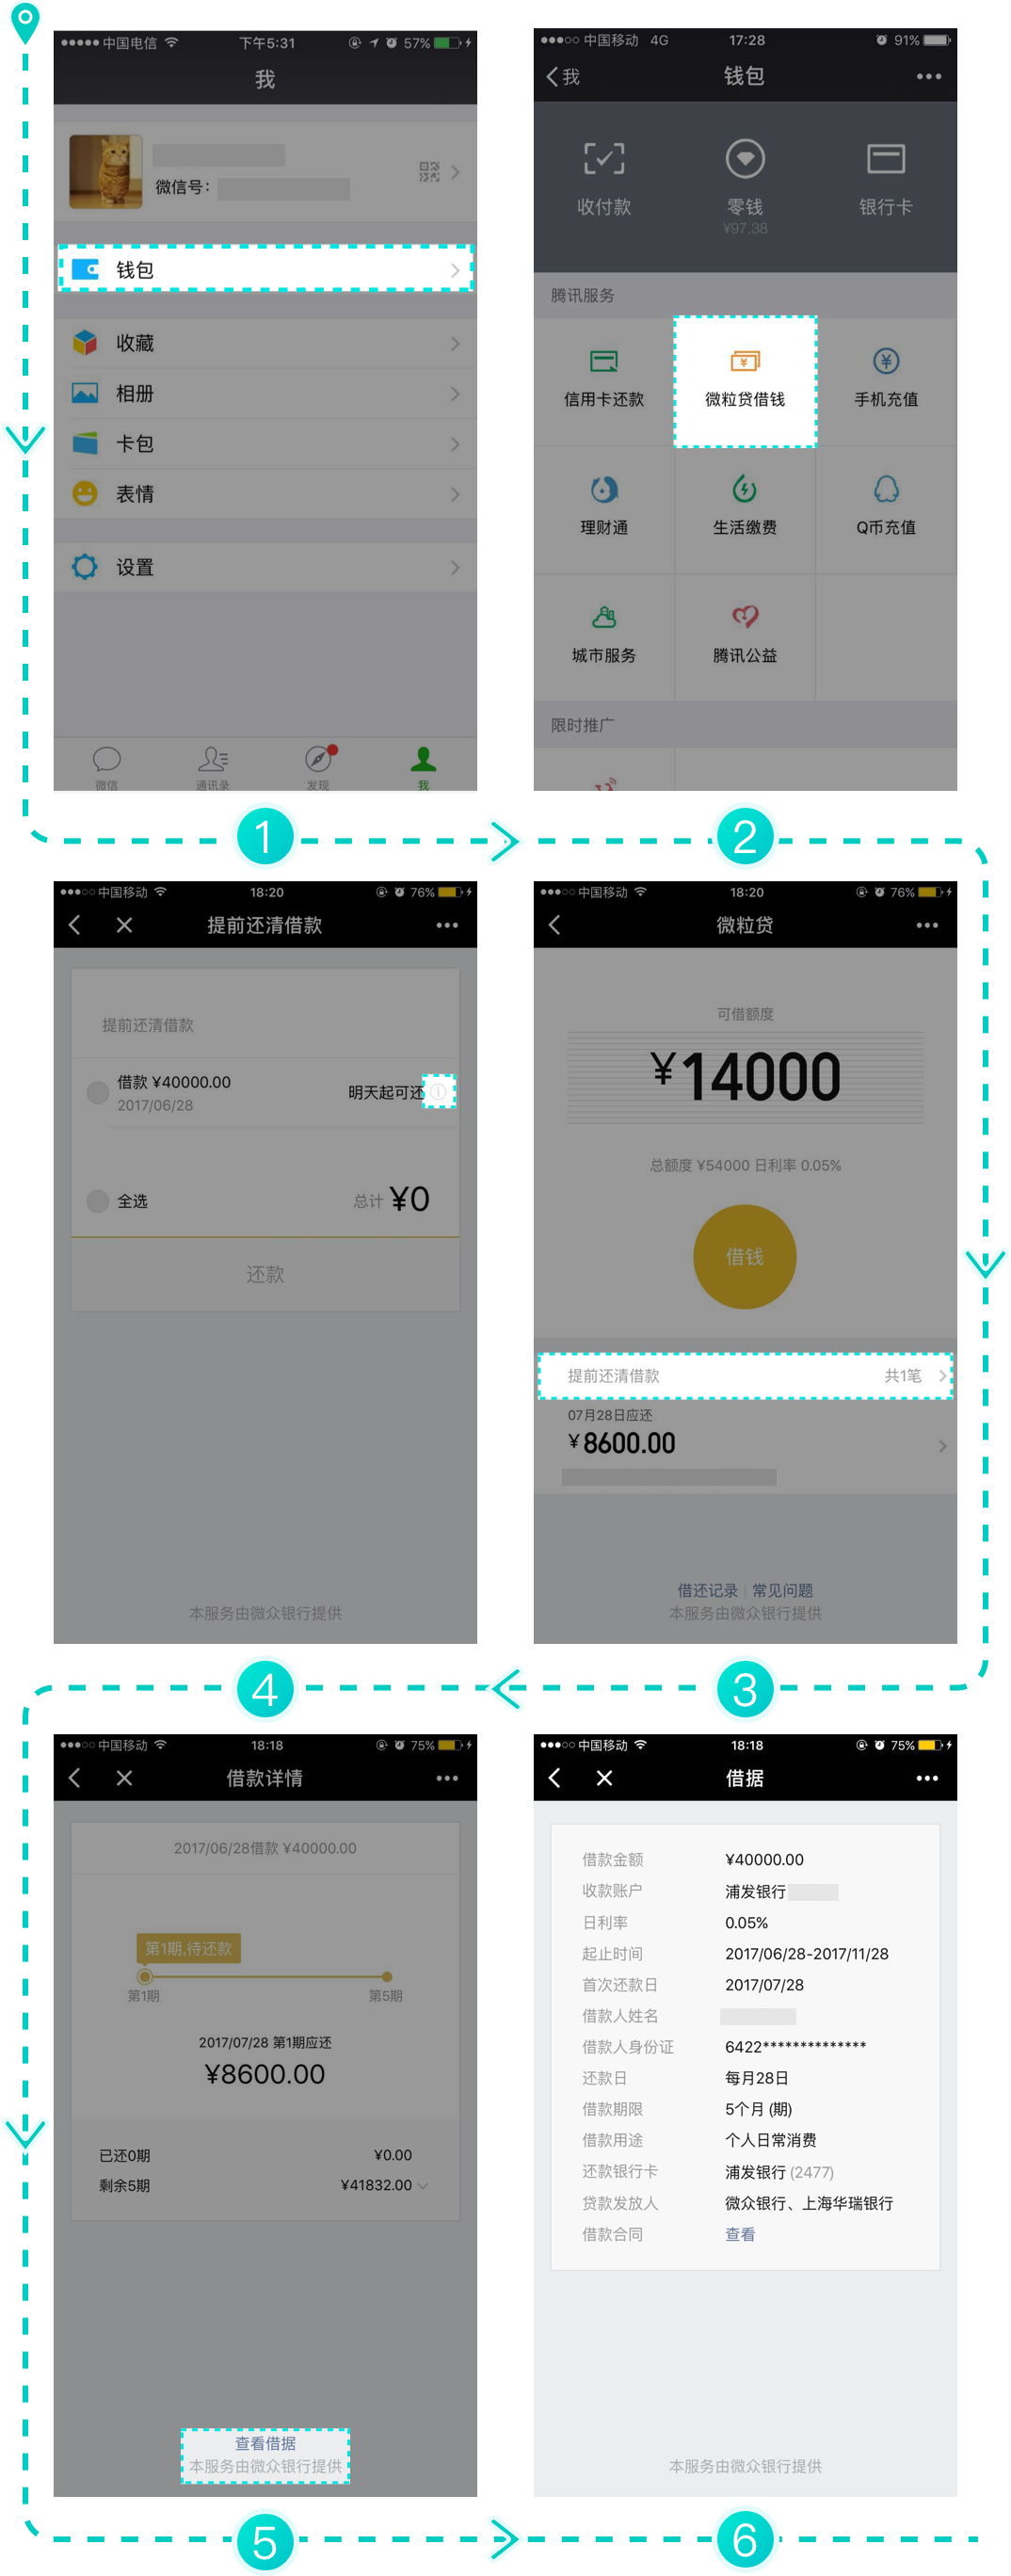 中国电信 下午5:31 57%
我
微信号:
钱包
收藏
相册
卡包
表情
设置
微信 通讯录 发现 我
1
中国移动 4G 17:28 91%
我 钱包
收付款 零钱 银行卡
¥97.38
腾讯服务
信用卡还款 微粒贷借钱 手机充值
理财通 生活缴费 Q币充值
城市服务 腾讯公益
限时推广
2
中国移动 18:20 76%
微粒贷
可借额度
¥14000
总额度 ¥54000 日利率 0.05%
借钱
提前还清借款 共1笔
07月28日应还
¥8600.00
借还记录 | 常见问题
本服务由微众银行提供
3
中国移动 18:20 76%
提前还清借款
提前还清借款
借款 ¥40000.00
2017/06/28
明天起可还
全选 总计 ¥0
还款
本服务由微众银行提供
4
中国移动 18:18 75%
借款详情
2017/06/28借款 ¥40000.00
第1期,待还款
第1期 第5期
2017/07/28 第1期应还
¥8600.00
已还0期 ¥0.00
剩余5期 ¥41832.00
查看借据
本服务由微众银行提供
5
中国移动 18:18 75%
借据
借款金额 ¥40000.00
收款账户 浦发银行
日利率 0.05%
起止时间 2017/06/28-2017/11/28
首次还款日 2017/07/28
借款人姓名
借款人身份证 6422**************
还款日 每月28日
借款期限 5个月 (期)
借款用途 个人日常消费
还款银行卡 浦发银行 (2477)
贷款发放人 微众银行、上海华瑞银行
借款合同 查看
本服务由微众银行提供
6